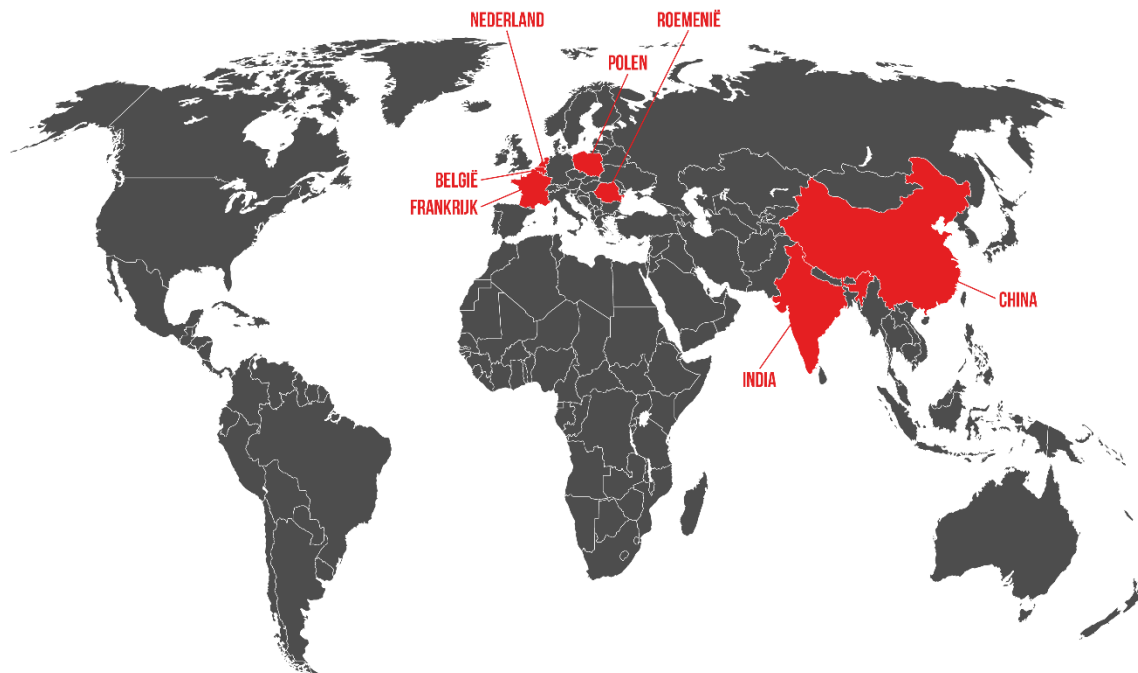 NEDERLAND
ROEMENIË
POLEN
BELGIË
FRANKRIJK
CHINA
INDIA